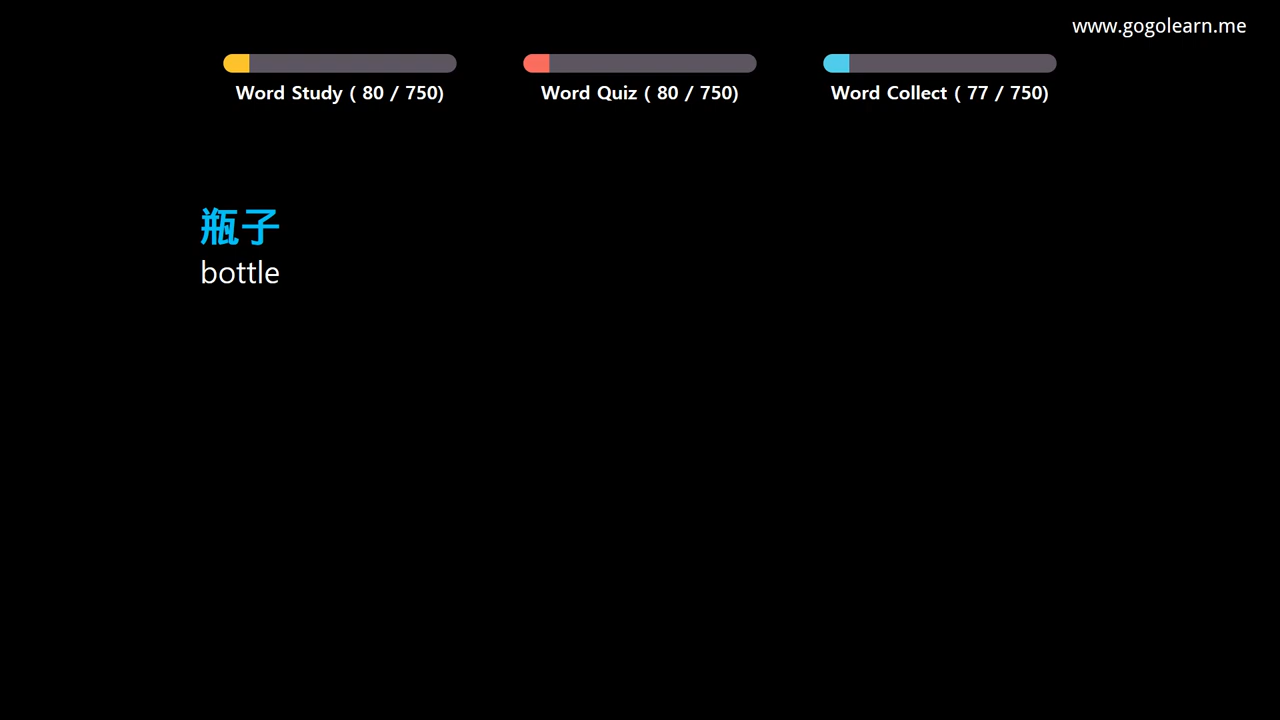 www.gogolearn.me
Word Study ( 80 / 750)
Word Quiz ( 80 / 750)
Word Collect ( 77 / 750)
瓶子
bottle